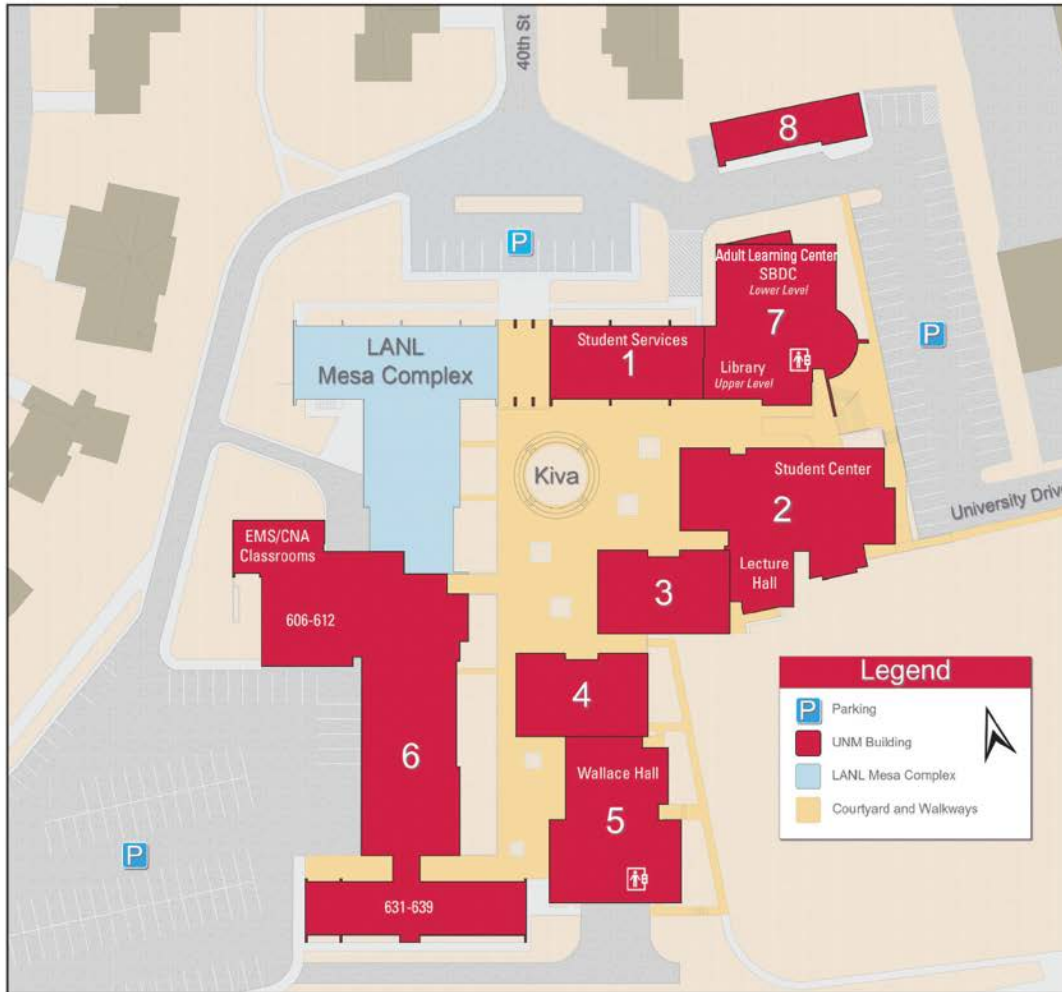 40th St
8
P
Adult Learning Center
SBDC
Lower Level
7
P
LANL
Mesa Complex
Student Services
1
Library
Upper Level
Kiva
Student Center
2
University Drive
EMS/CNA
Classrooms
Lecture
Hall
3
606-612
4
Legend
P Parking
UNM Building
LANL Mesa Complex
Courtyard and Walkways
6
Wallace Hall
5
P
631-639